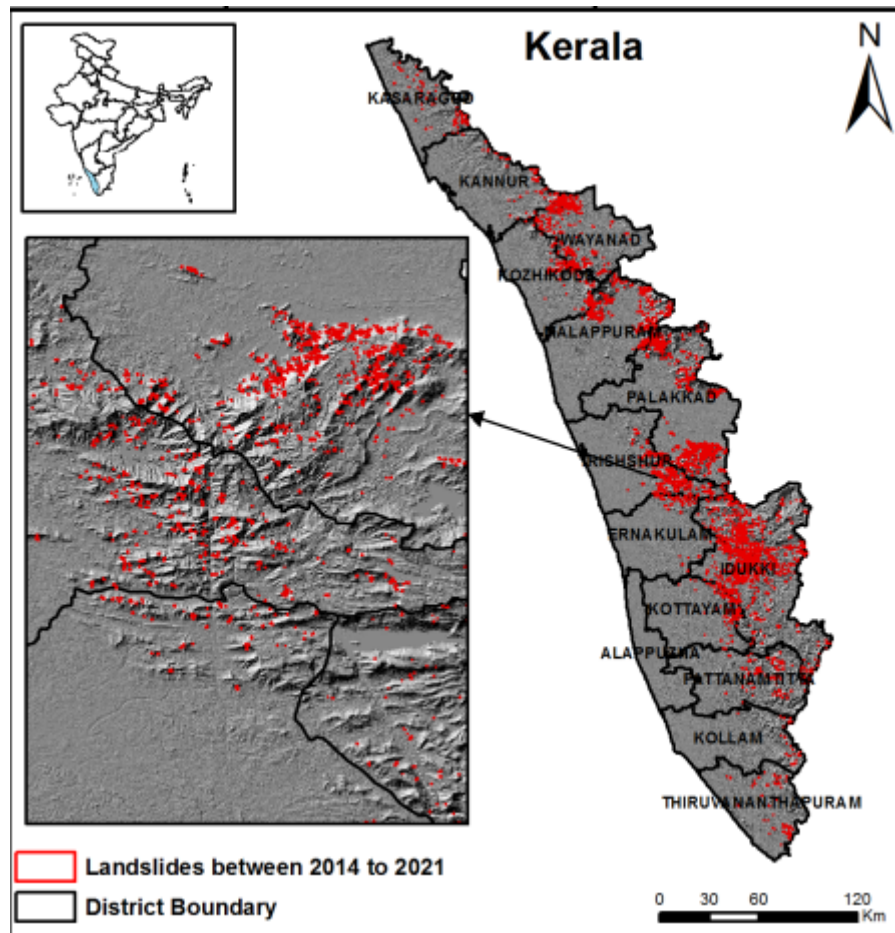 Kerala
N
KASARAGOD
KANNUR
WAYANAD
KOZHIKODE
MALAPPURAM
PALAKKAD
TRISHSHUR
ERNAKULAM
IDUKKI
KOTTAYAM
ALAPPUZHA
PATTANAMTITTA
KOLLAM
THIRUVANANTHAPURAM
Landslides between 2014 to 2021
District Boundary
0 30 60 120
Km